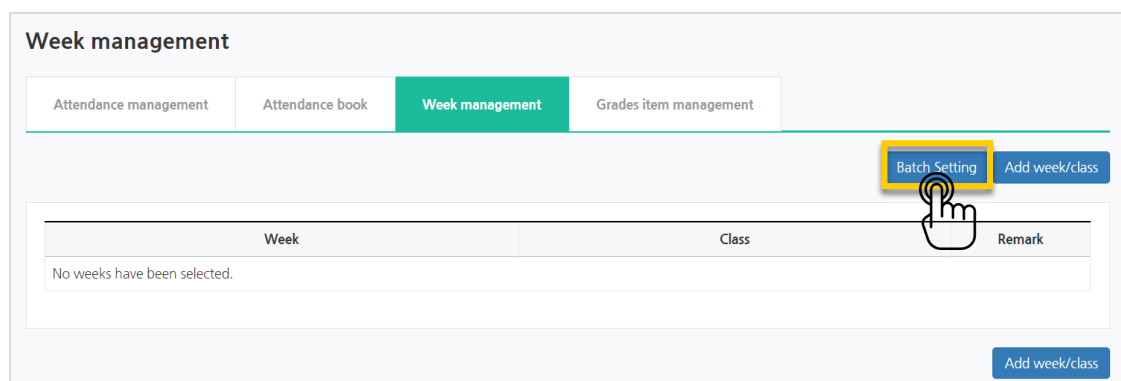 Week management
Attendance management Attendance book Week management Grades item management
Batch Setting Add week/class
Week Class Remark
No weeks have been selected.
Add week/class